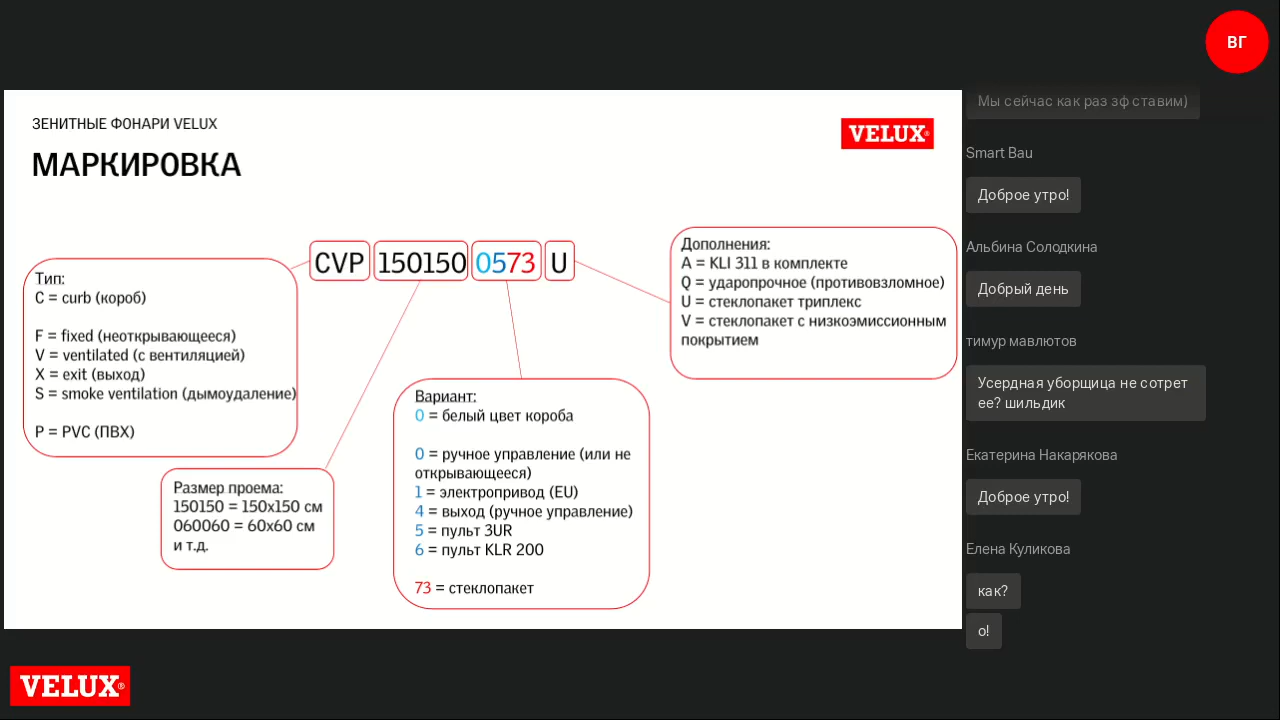 ВГ
ЗЕНИТНЫЕ ФОНАРИ VELUX
МАРКИРОВКА
VELUX®
CVP 150150 0573 U
Тип:
C = curb (короб)
F = fixed (неоткрывающееся)
V = ventilated (с вентиляцией)
X = exit (выход)
S = smoke ventilation (дымоудаление)
P = PVC (ПВХ)
Размер проема:
150150 = 150x150 см
060060 = 60x60 см
и т.д.
Вариант:
0 = белый цвет короба
0 = ручное управление (или не
открывающееся)
1 = электропривод (EU)
4 = выход (ручное управление)
5 = пульт 3UR
6 = пульт KLR 200
73 = стеклопакет
Дополнения:
A = KLI 311 в комплекте
Q = ударопрочное (противовзломное)
U = стеклопакет триплекс
V = стеклопакет с низкоэмиссионным
покрытием
Мы сейчас как раз зф ставим)
Smart Bau
Доброе утро!
Альбина Солодкина
Добрый день
тимур мавлютов
Усердная уборщица не сотрет
ее? шильдик
Екатерина Накарякова
Доброе утро!
Елена Куликова
как?
о!
VELUX®